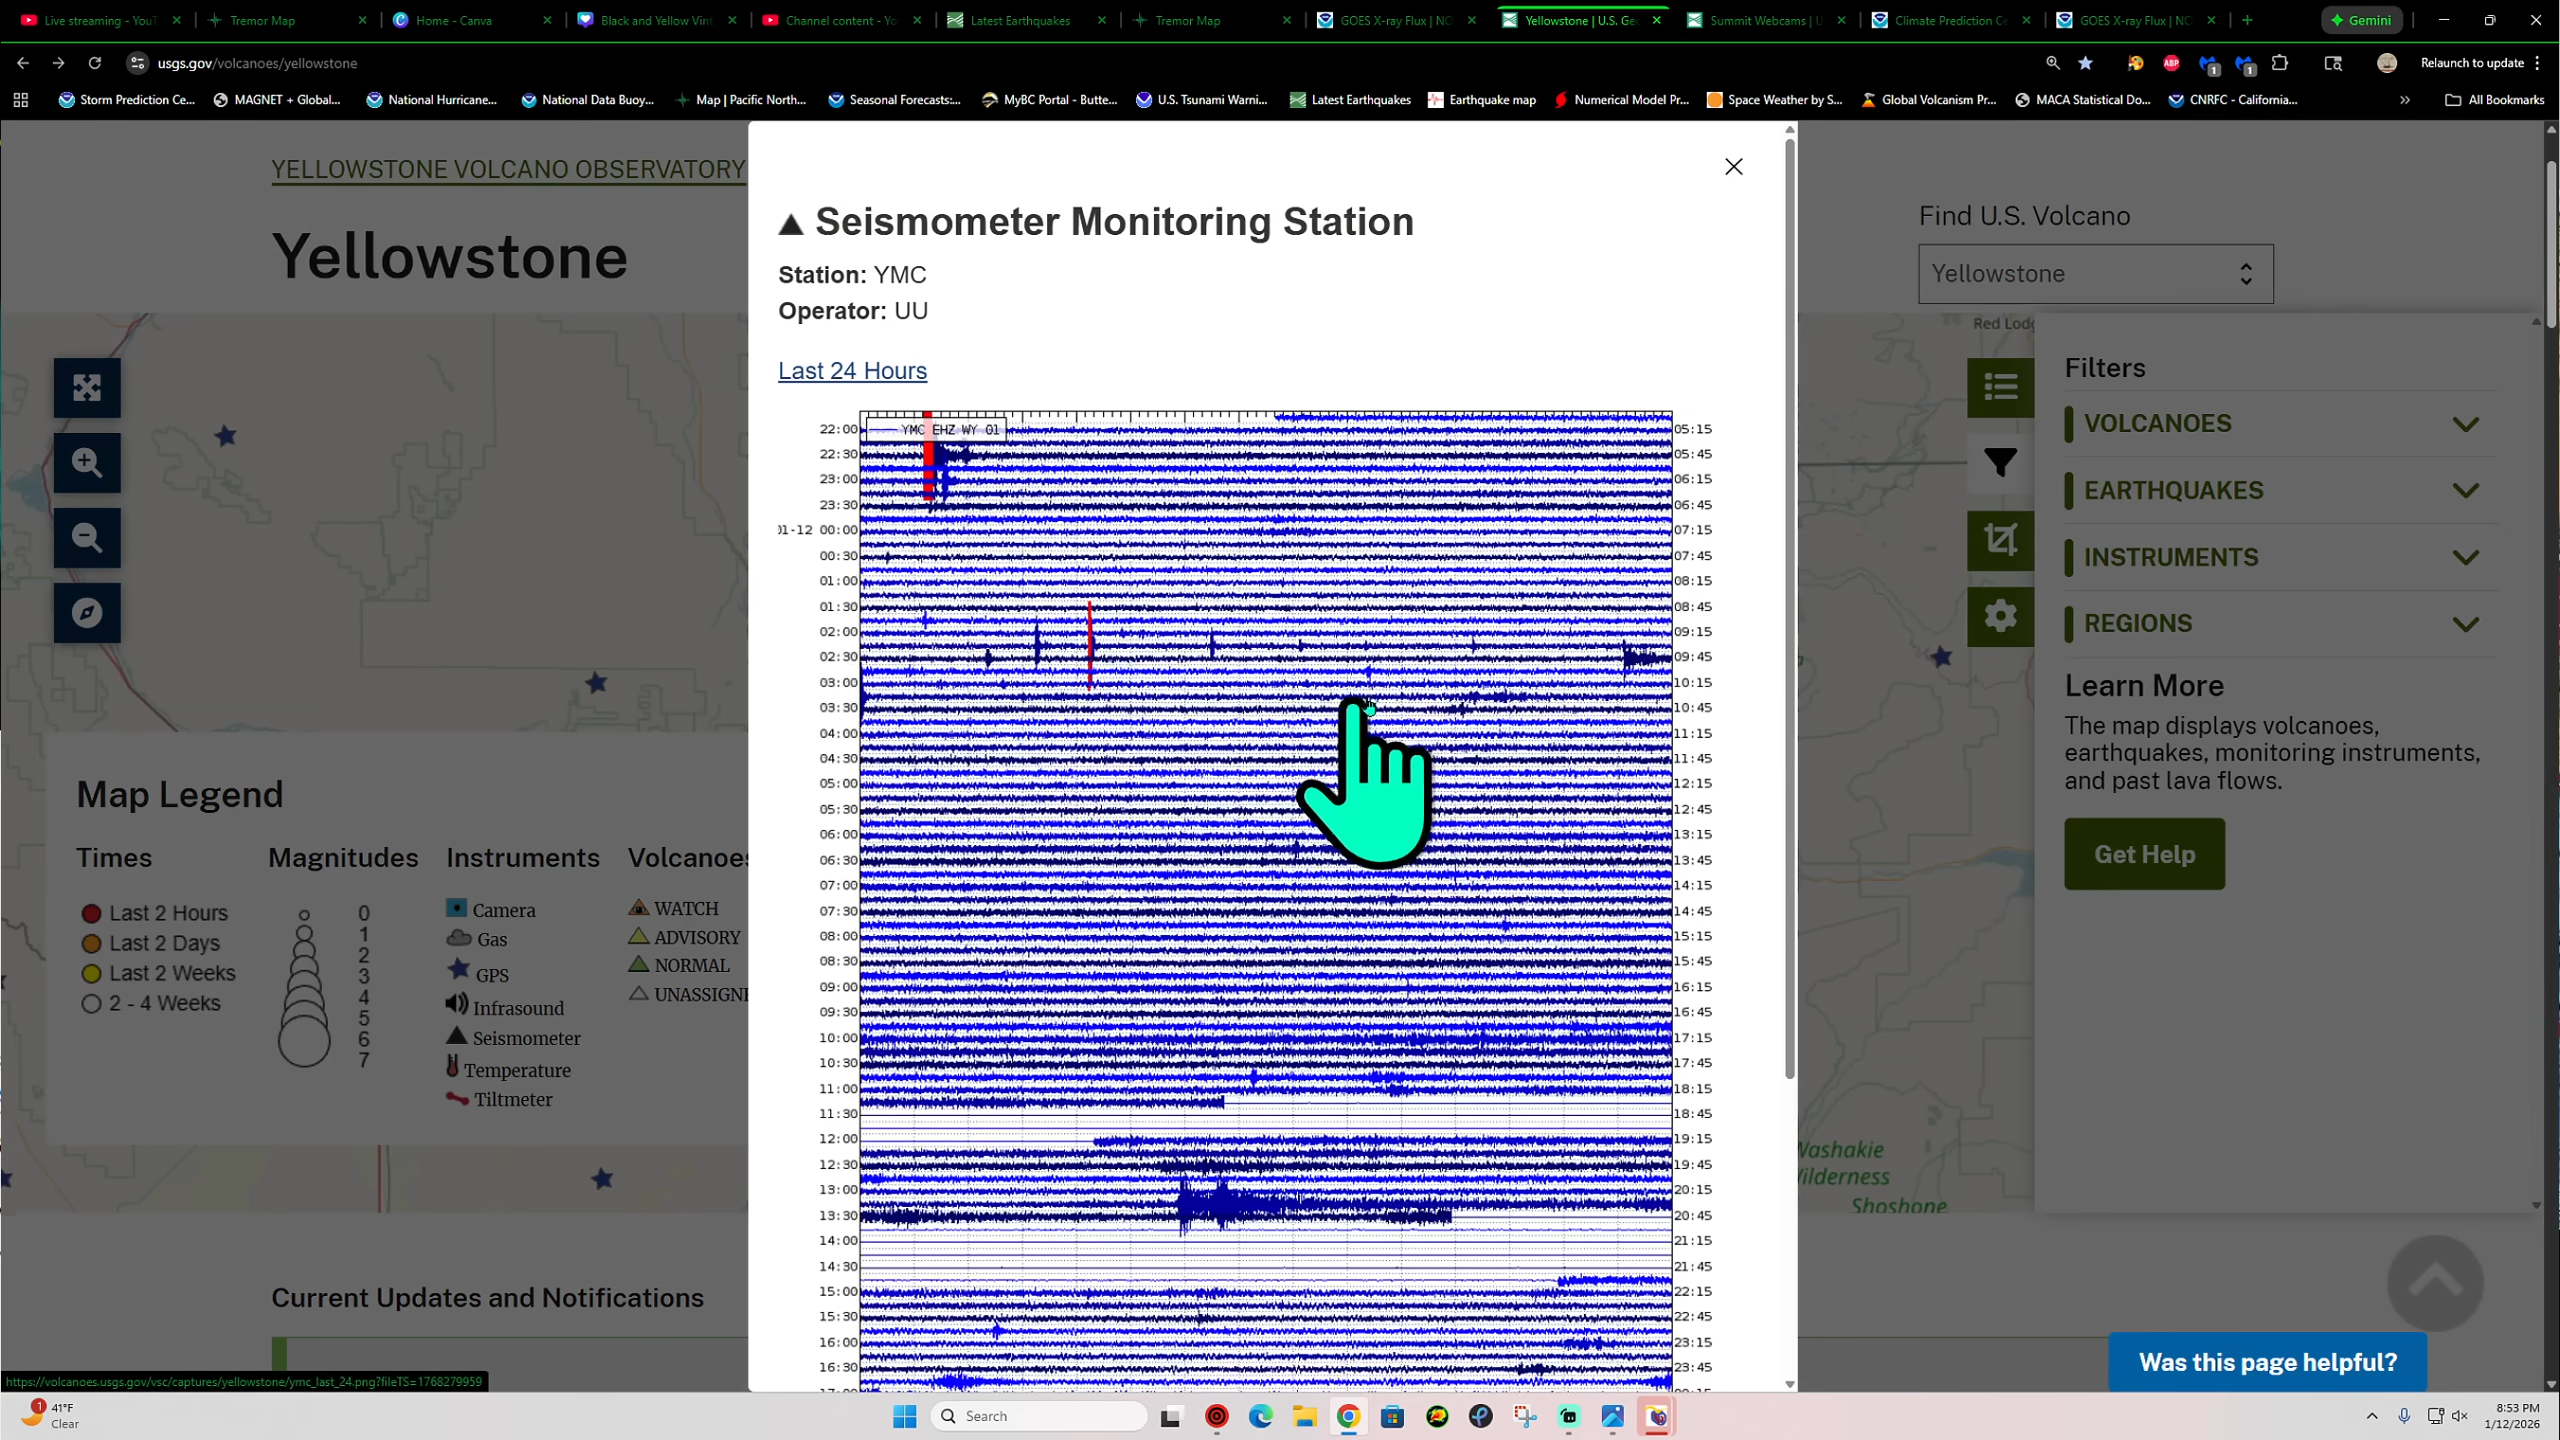 Live streaming - YouT
Tremor Map
Home - Canva
Black and Yellow Vint
Channel content - Yo
Latest Earthquakes
Tremor Map
GOES X-ray Flux | NO
Yellowstone | U.S. Ge
Summit Webcams | U
Climate Prediction Ce
GOES X-ray Flux | NO
Gemini
usgs.gov/volcanoes/yellowstone
ABP
1
1
Relaunch to update
Storm Prediction Ce...
MAGNET + Global...
National Hurricane...
National Data Buoy...
Map | Pacific North...
Seasonal Forecasts:...
MyBC Portal - Butte...
U.S. Tsunami Warni...
Latest Earthquakes
Earthquake map
Numerical Model Pr...
Space Weather by S...
Global Volcanism Pr...
MACA Statistical Do...
CNRFC - California...
All Bookmarks
YELLOWSTONE VOLCANO OBSERVATORY
Yellowstone
Seismometer Monitoring Station
Station: YMC
Operator: UU
Last 24 Hours
YMC EHZ WY 01
22:00 05:15
22:30 05:45
23:00 06:15
23:30 06:45
01-12 00:00 07:15
00:30 07:45
01:00 08:15
01:30 08:45
02:00 09:15
02:30 09:45
03:00 10:15
03:30 10:45
04:00 11:15
04:30 11:45
05:00 12:15
05:30 12:45
06:00 13:15
06:30 13:45
07:00 14:15
07:30 14:45
08:00 15:15
08:30 15:45
09:00 16:15
09:30 16:45
10:00 17:15
10:30 17:45
11:00 18:15
11:30 18:45
12:00 19:15
12:30 19:45
13:00 20:15
13:30 20:45
14:00 21:15
14:30 21:45
15:00 22:15
15:30 22:45
16:00 23:15
16:30 23:45
Find U.S. Volcano
Yellowstone
Red Lodg
Filters
VOLCANOES
EARTHQUAKES
INSTRUMENTS
REGIONS
Learn More
The map displays volcanoes,
earthquakes, monitoring instruments,
and past lava flows.
Get Help
Map Legend
Times
Last 2 Hours
Last 2 Days
Last 2 Weeks
2 - 4 Weeks
Magnitudes
0
1
2
3
4
5
6
7
Instruments
Camera
Gas
GPS
Infrasound
Seismometer
Temperature
Tiltmeter
Volcanoes
WATCH
ADVISORY
NORMAL
UNASSIGNE
Washakie
Wilderness
Shoshone
Current Updates and Notifications
Was this page helpful?
https://volcanoes.usgs.gov/vsc/captures/yellowstone/ymc_last_24.png?fileTS=1768279959
1
41°F
Clear
Search
8:53 PM
1/12/2026